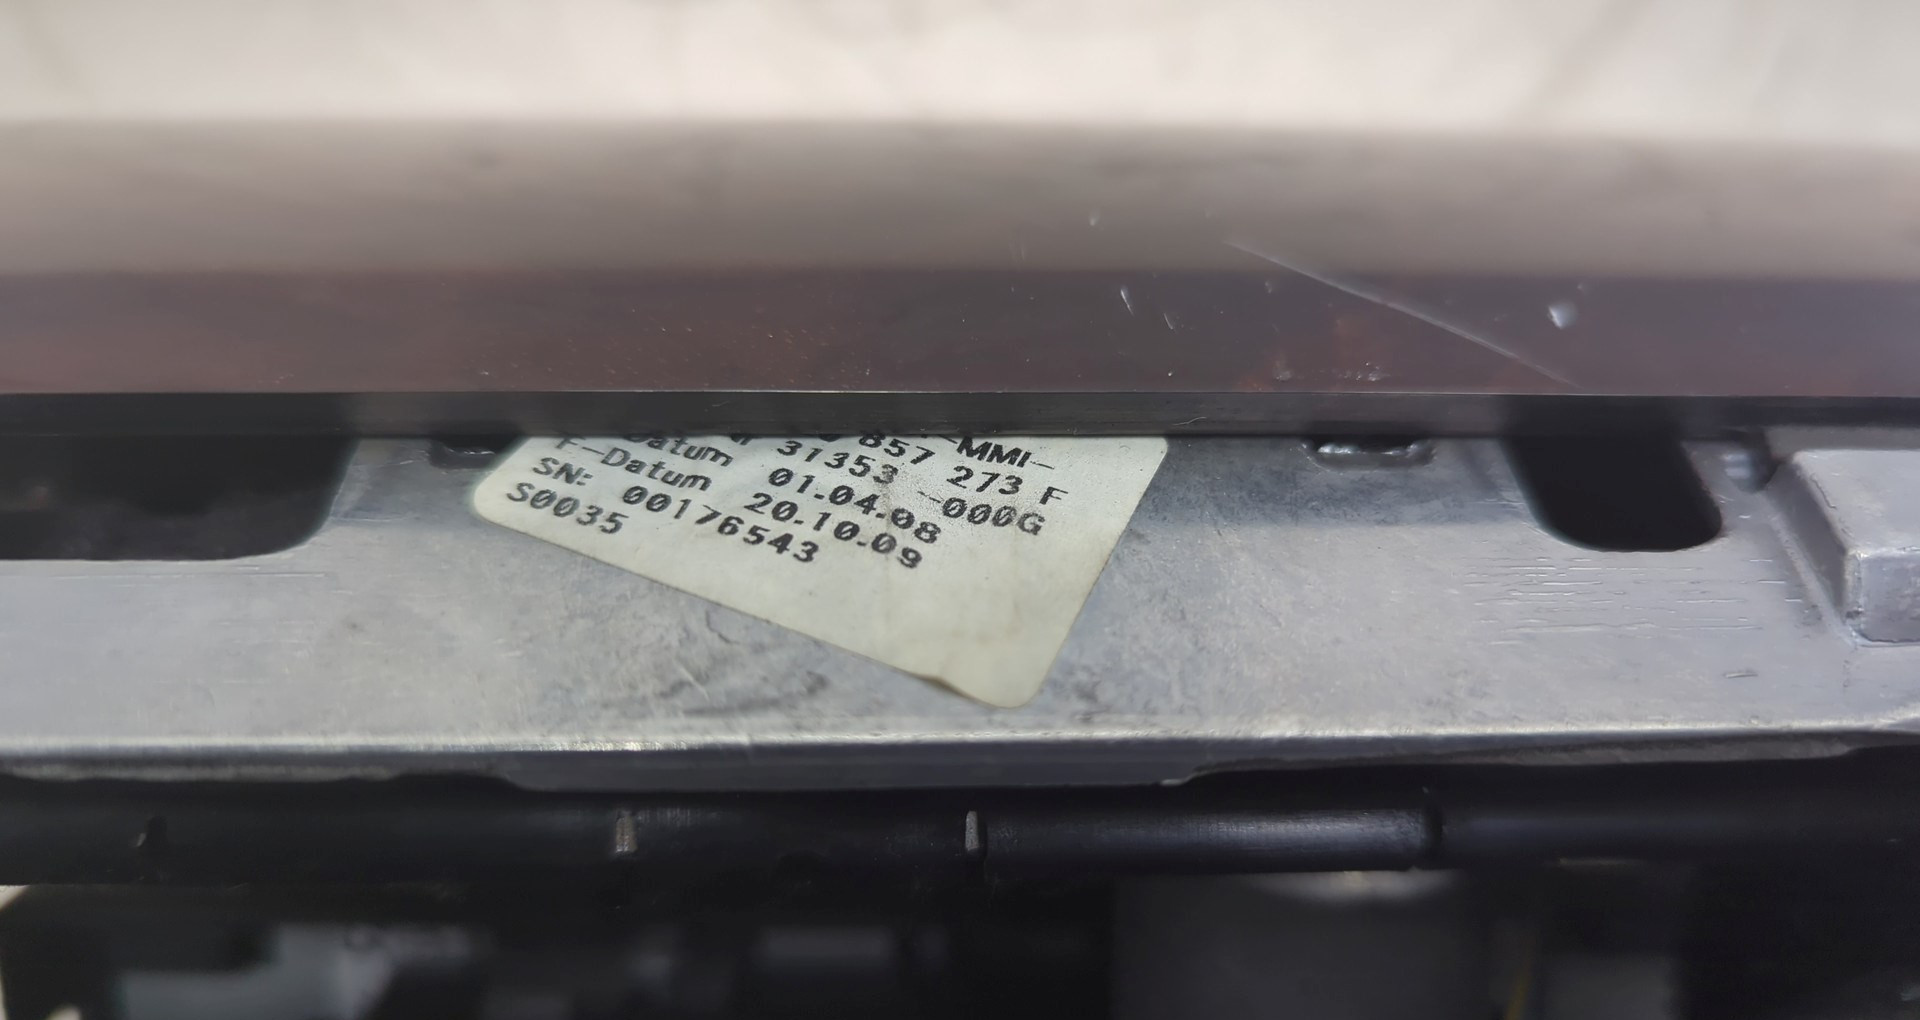 -MMI-
857 273 F
Datum 31353 -000G
F-Datum 01.04.08
SN: 20.10.09
S0035 00176543